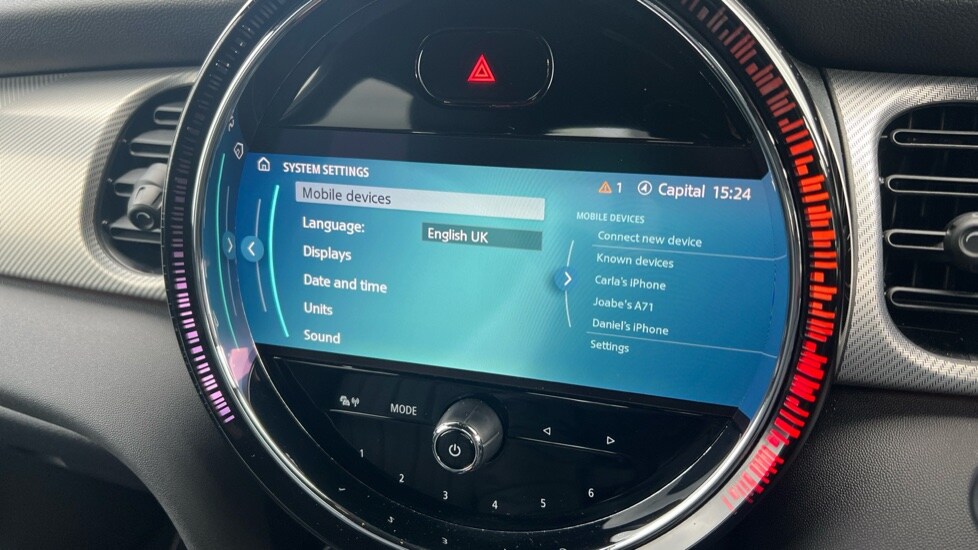 SYSTEM SETTINGS
1 Capital 15:24
Mobile devices
Language: English UK
Displays
Date and time
Units
Sound
MOBILE DEVICES
Connect new device
Known devices
Carla's iPhone
Joabe's A71
Daniel's iPhone
Settings
MODE
1 2 3 4 5 6